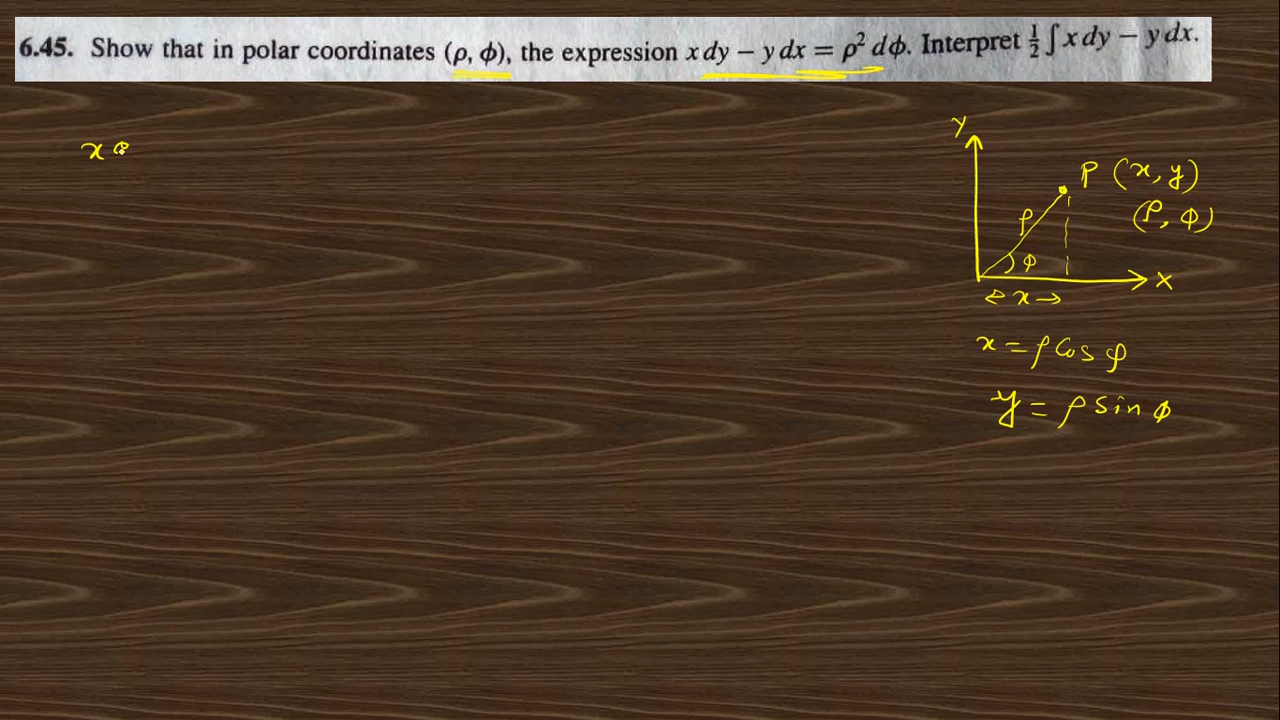 6.45. Show that in polar coordinates (ρ, ϕ), the expression x dy − y dx = ρ² dϕ. Interpret ½ ∫ x dy − y dx.
x
Y
P (x, y)
(ρ, ϕ)
ρ
ϕ
X
x
x = ρ Cos φ
y = ρ sin ϕ